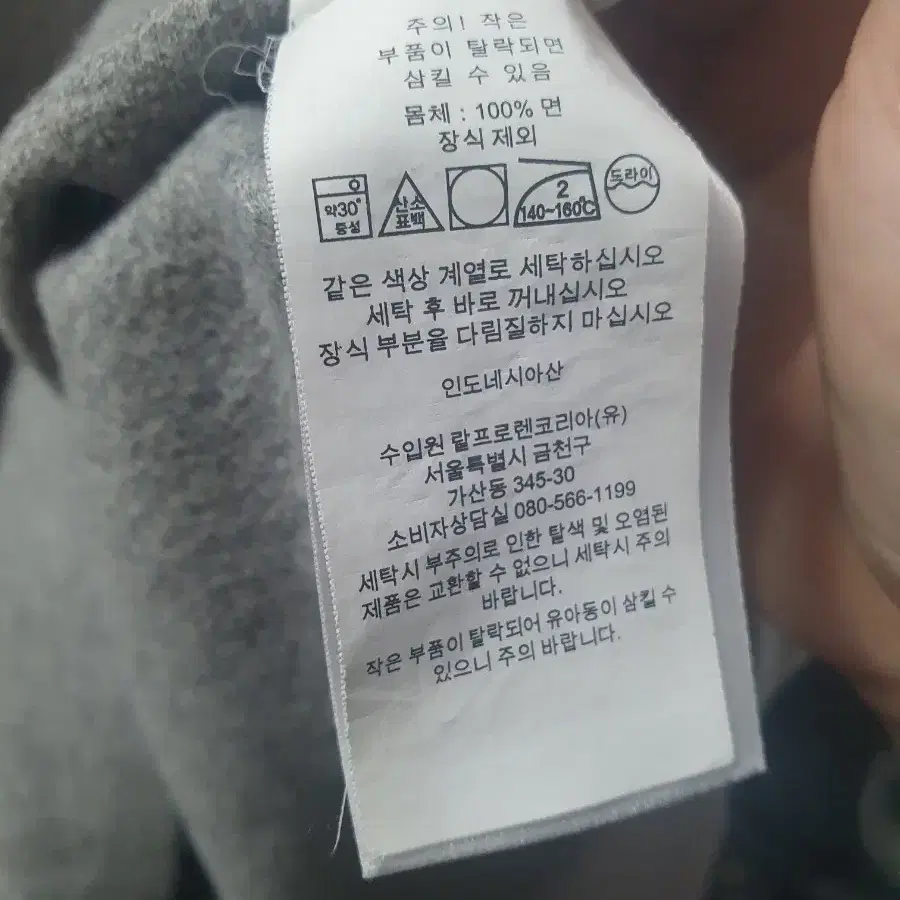 주의! 작은
부품이 탈락되면
삼킬 수 있음
몸체 : 100% 면
장식 제외
약30°
중성
산소
표백
2
140~160℃
드라이
같은 색상 계열로 세탁하십시오
세탁 후 바로 꺼내십시오
장식 부분을 다림질하지 마십시오
인도네시아산
수입원 랄프로렌코리아(유)
서울특별시 금천구
가산동 345-30
소비자상담실 080-566-1199
세탁시 부주의로 인한 탈색 및 오염된
제품은 교환할 수 없으니 세탁시 주의
바랍니다.
작은 부품이 탈락되어 유아동이 삼킬 수
있으니 주의 바랍니다.